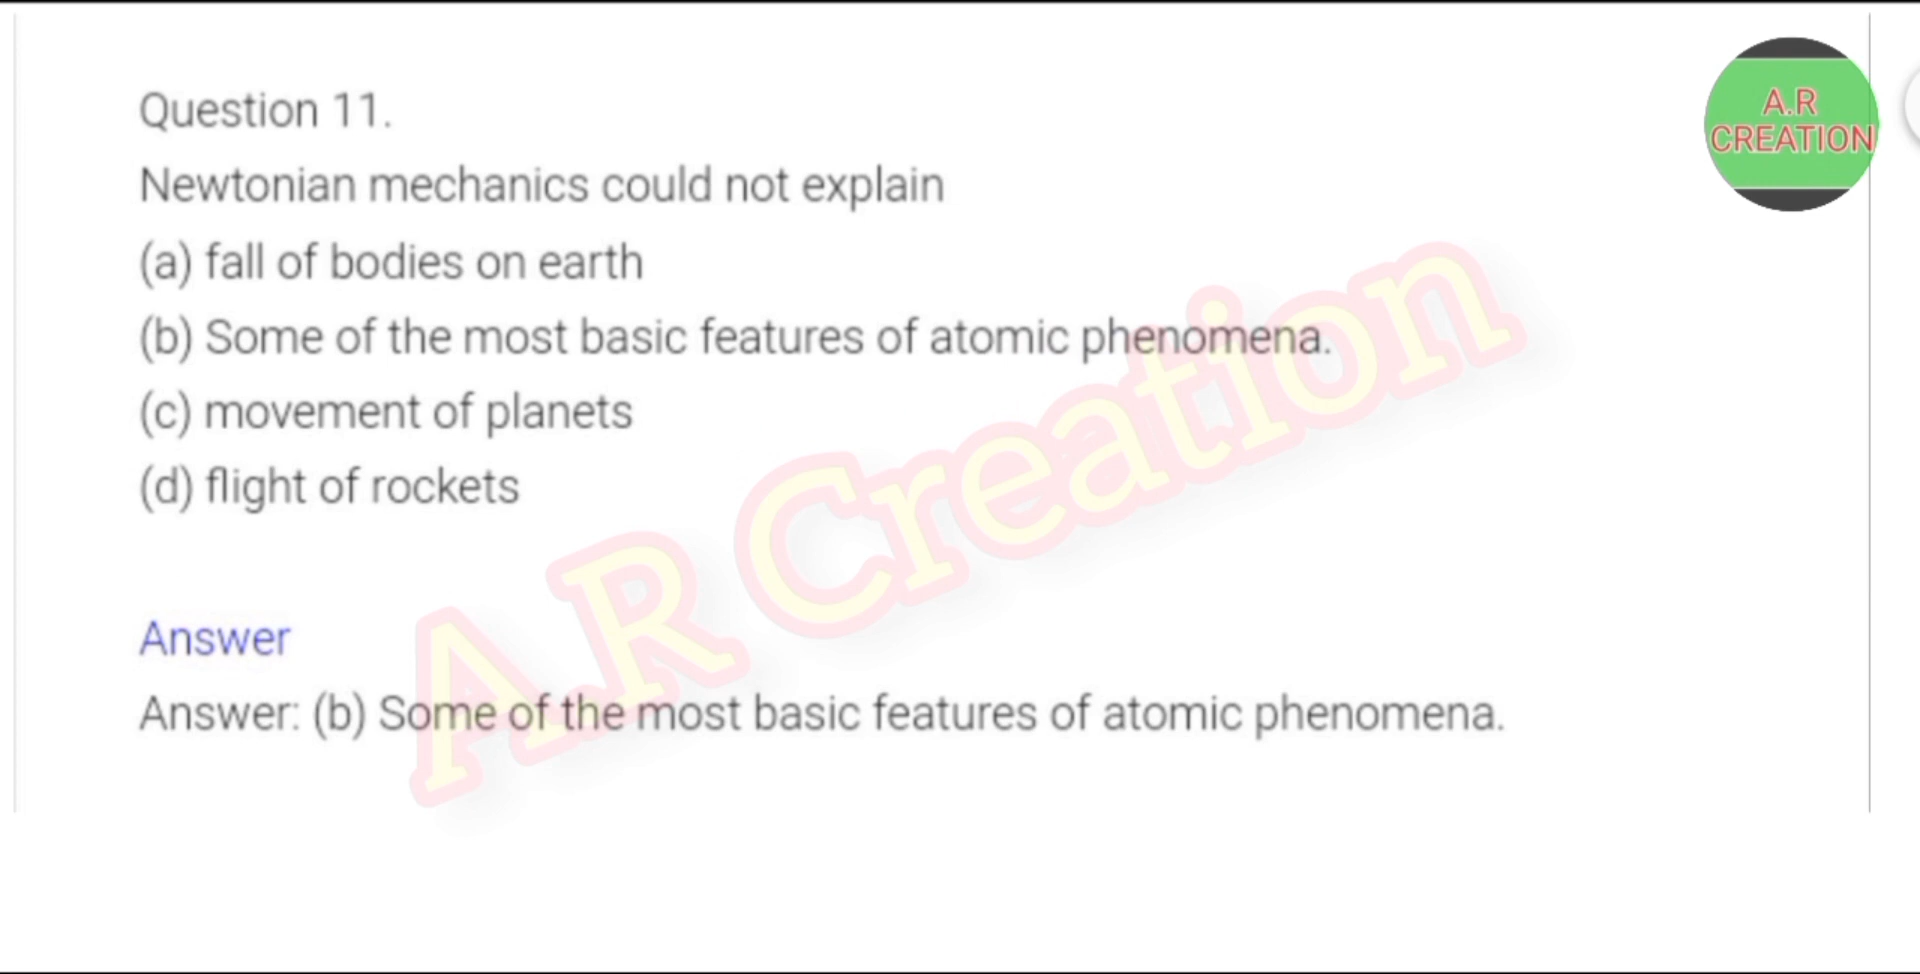 Question 11.
Newtonian mechanics could not explain
(a) fall of bodies on earth
(b) Some of the most basic features of atomic phenomena.
(c) movement of planets
(d) flight of rockets
Answer
Answer: (b) Some of the most basic features of atomic phenomena.
A.R
CREATION
A.R Creation